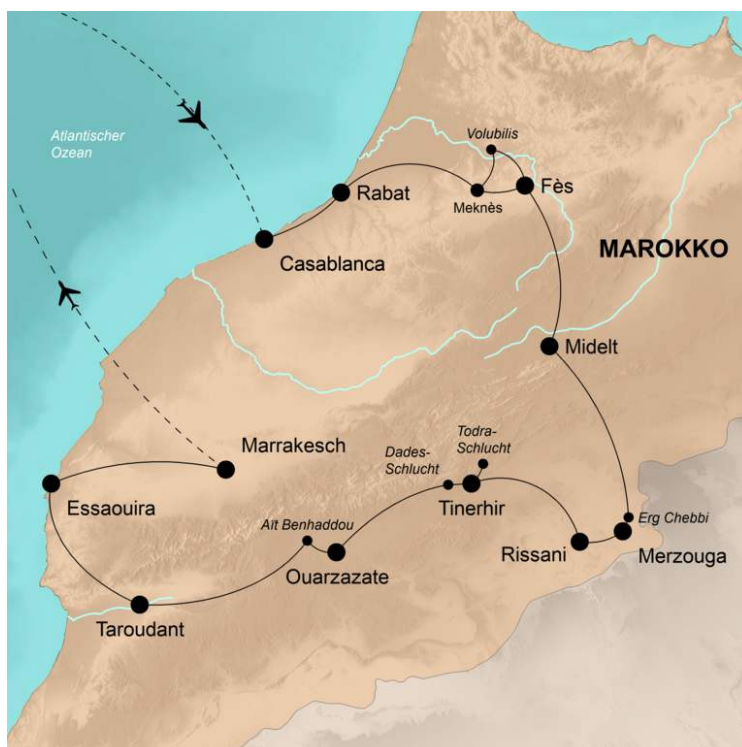 Atlantischer
Ozean
Volubilis
Rabat
Fès
Meknès
MAROKKO
Casablanca
Midelt
Marrakesch
Todra-
Schlucht
Dades-
Schlucht
Essaouira
Tinerhir
Erg Chebbi
Aït Benhaddou
Rissani
Merzouga
Ouarzazate
Taroudant